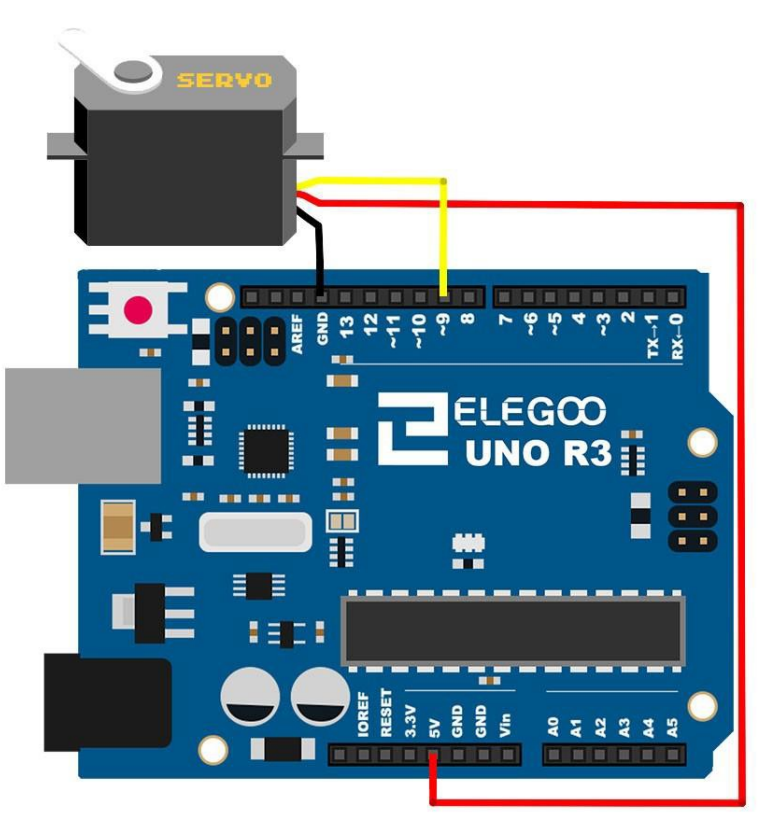 SERVO
AREF
GND
13
12
~11
~10
~9
8
7
~6
~5
4
~3
2
TX→1
RX←0
ELEGOO
UNO R3
IOREF
RESET
3.3V
5V
GND
GND
Vin
A0
A1
A2
A3
A4
A5